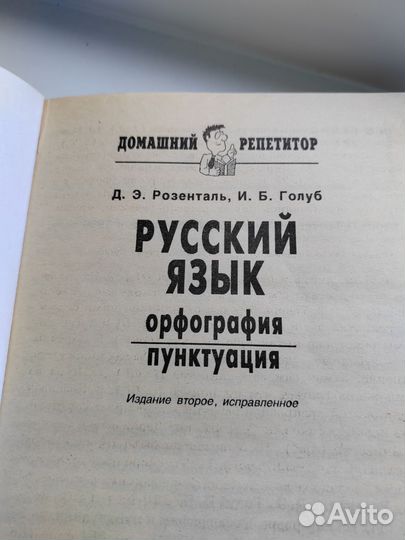 ДОМАШНИЙ РЕПЕТИТОР
Д. Э. Розенталь, И. Б. Голуб
РУССКИЙ
ЯЗЫК
орфография
пунктуация
Издание второе, исправленное
Avito